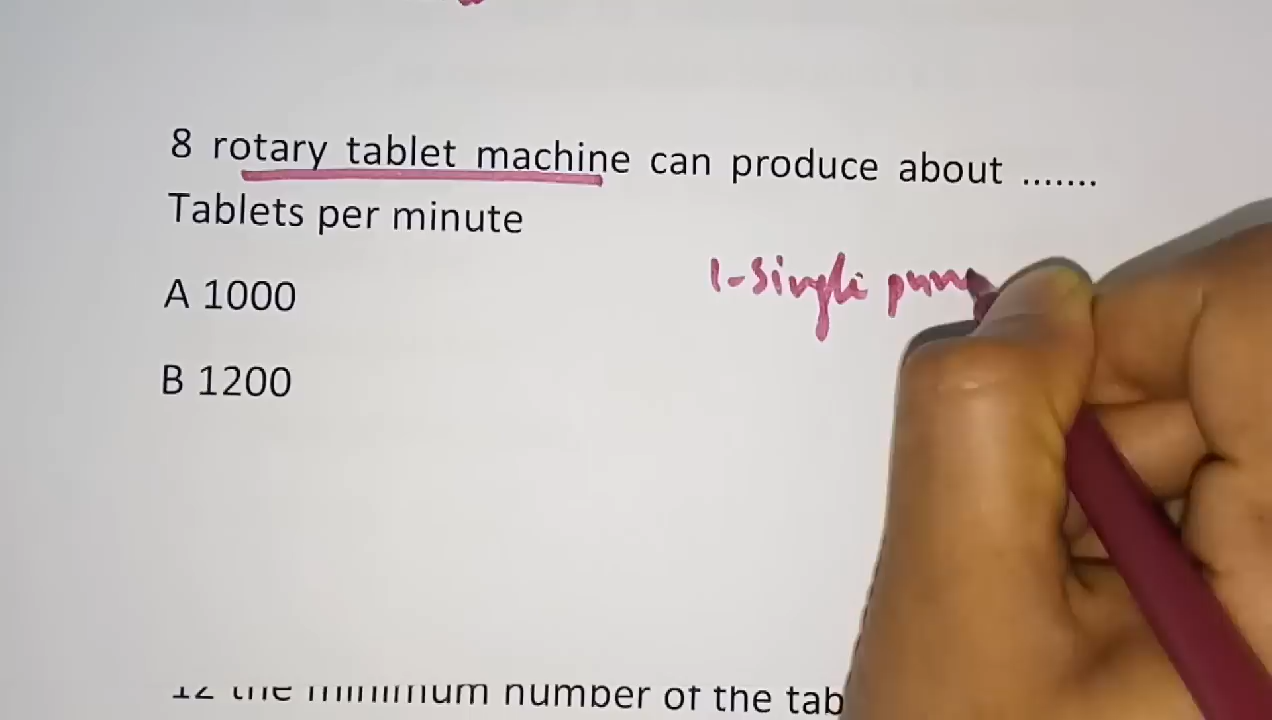 8 rotary tablet machine can produce about .......
Tablets per minute
1-Single
A 1000
B 1200
12 the minimum number of the tab